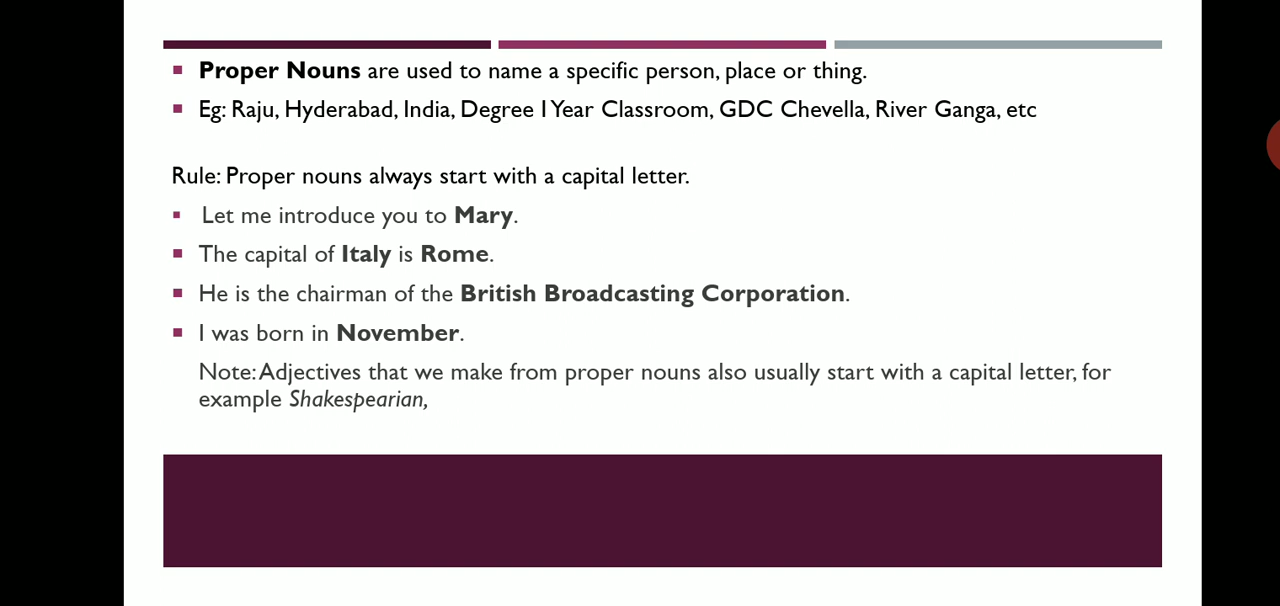 Proper Nouns are used to name a specific person, place or thing.
Eg: Raju, Hyderabad, India, Degree I Year Classroom, GDC Chevella, River Ganga, etc
Rule: Proper nouns always start with a capital letter.
Let me introduce you to Mary.
The capital of Italy is Rome.
He is the chairman of the British Broadcasting Corporation.
I was born in November.
Note: Adjectives that we make from proper nouns also usually start with a capital letter, for
example Shakespearian,